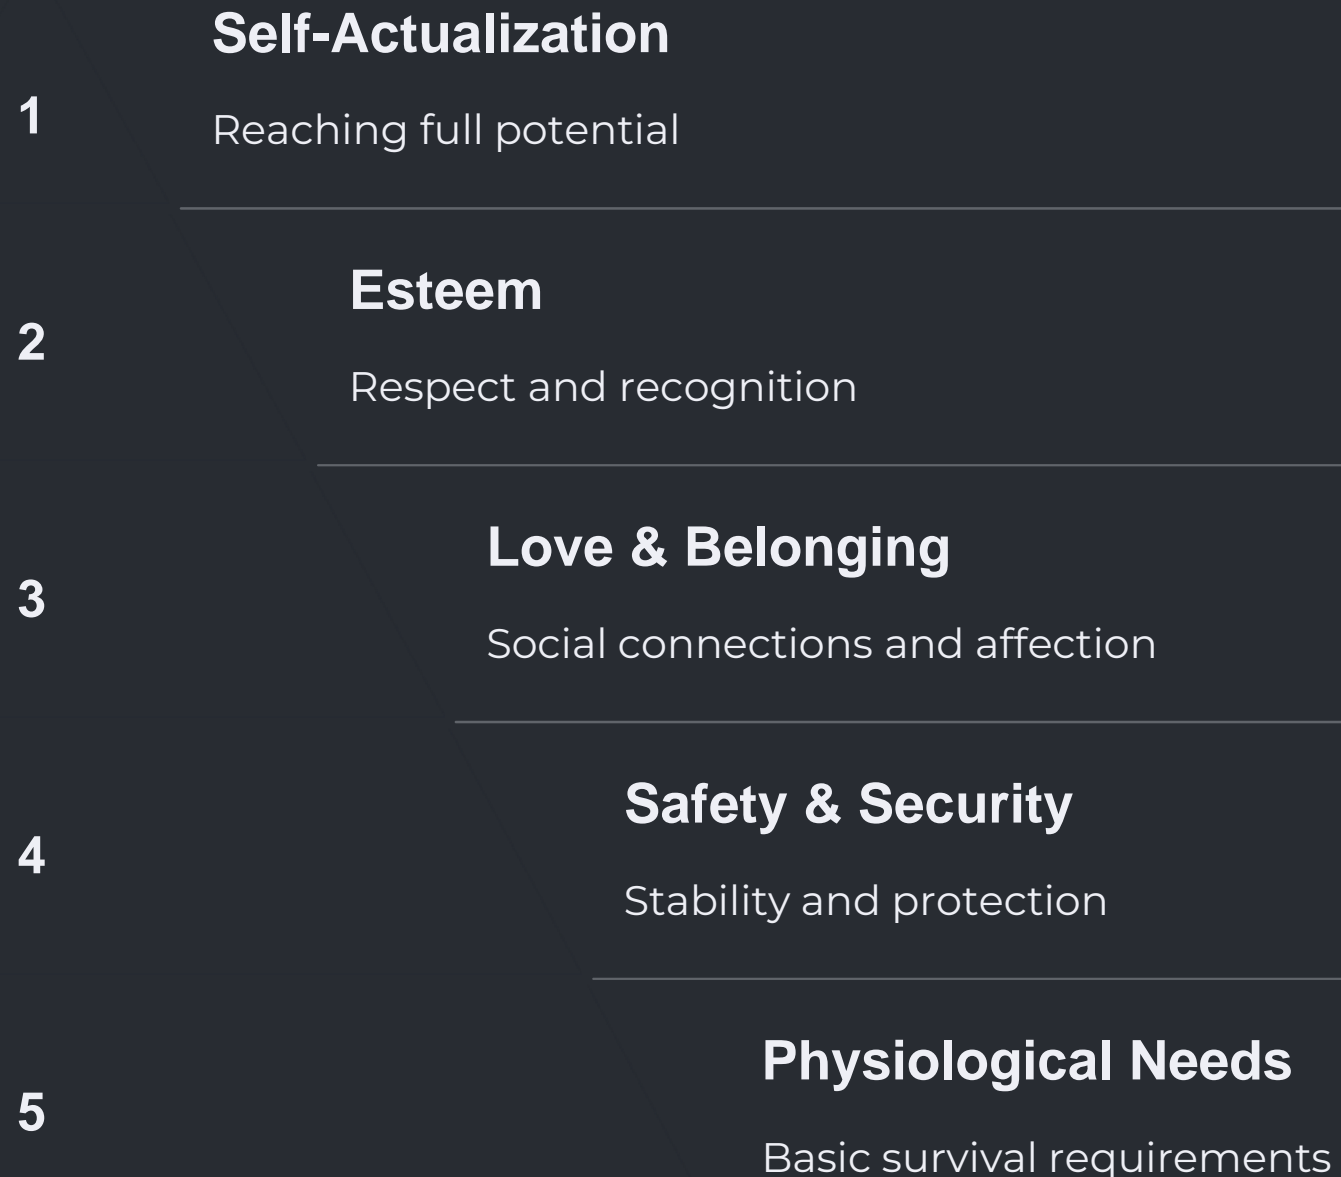 Self-Actualization
1
Reaching full potential
Esteem
2
Respect and recognition
Love & Belonging
3
Social connections and affection
Safety & Security
4
Stability and protection
Physiological Needs
5
Basic survival requirements